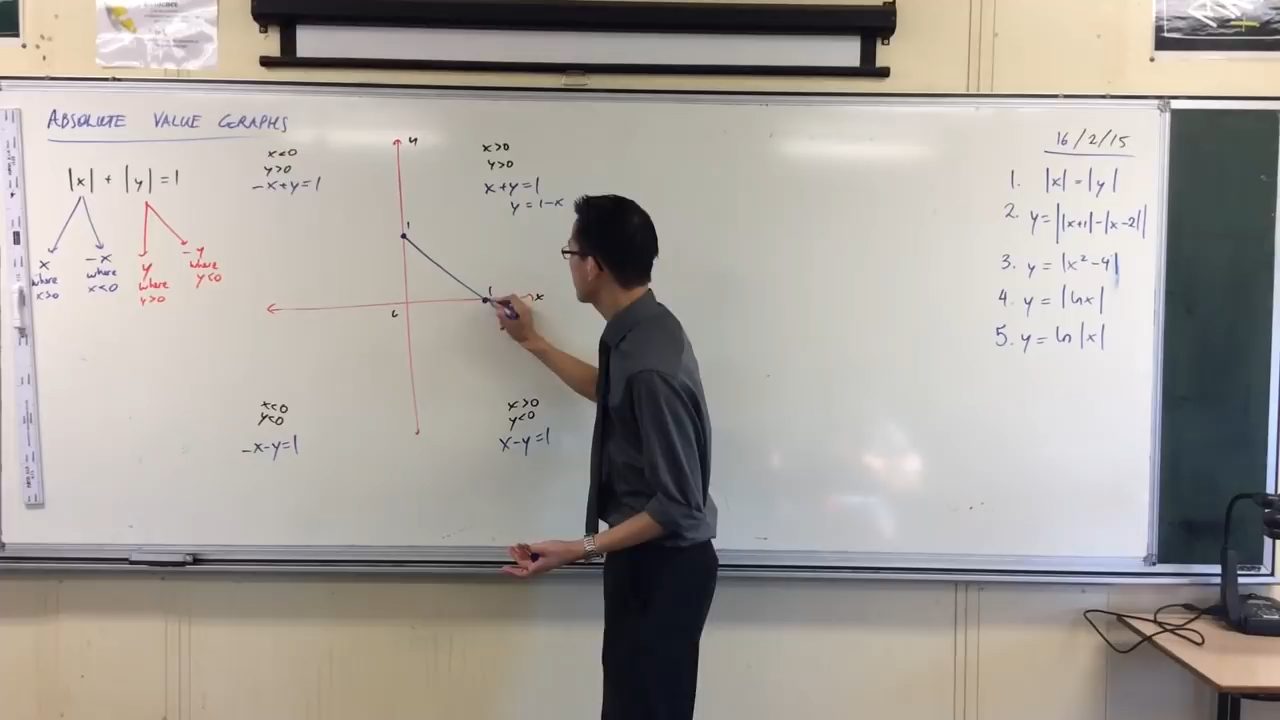 ABSOLUTE VALUE GRAPHS
|x| + |y| = 1
x
where
x>0
-x
where
x<0
y
where
y>0
-y
where
y<0
x<0
y>0
-x+y=1
x>0
y>0
x+y=1
y=1-x
y
1
1
x
x<0
y<0
-x-y=1
x>0
y<0
x-y=1
16/2/15
1. |x| = |y|
2. y = ||x+1|-|x-2||
3. y = |x²-4|
4. y = |ln x|
5. y = ln |x|